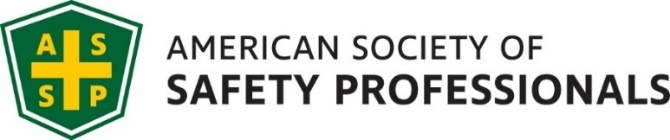 A S
S P
AMERICAN SOCIETY OF
SAFETY PROFESSIONALS